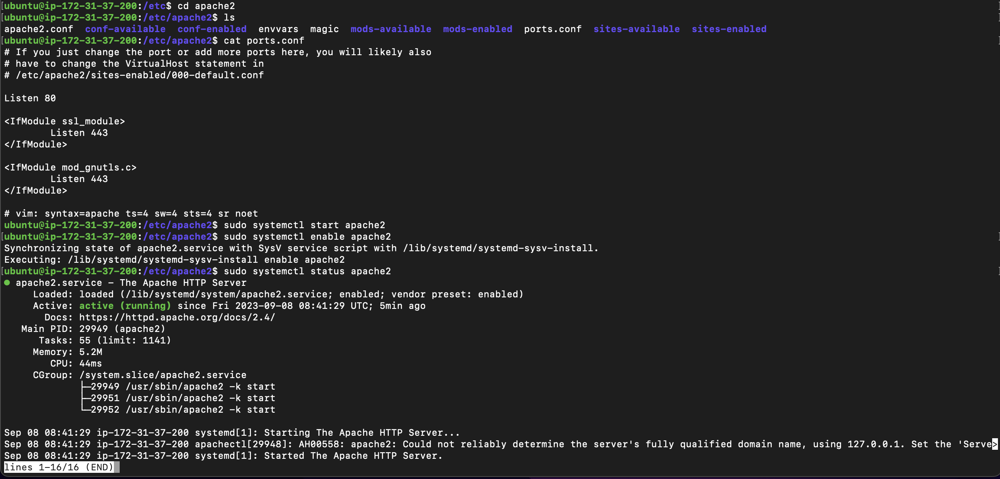 [ubuntu@ip-172-31-37-200:/etc$ cd apache2 ]
[ubuntu@ip-172-31-37-200:/etc/apache2$ ls ]
apache2.conf  conf-available  conf-enabled  envvars  magic  mods-available  mods-enabled  ports.conf  sites-available  sites-enabled
[ubuntu@ip-172-31-37-200:/etc/apache2$ cat ports.conf ]
# If you just change the port or add more ports here, you will likely also
# have to change the VirtualHost statement in
# /etc/apache2/sites-enabled/000-default.conf

Listen 80

<IfModule ssl_module>
        Listen 443
</IfModule>

<IfModule mod_gnutls.c>
        Listen 443
</IfModule>

# vim: syntax=apache ts=4 sw=4 sts=4 sr noet
ubuntu@ip-172-31-37-200:/etc/apache2$ sudo systemctl start apache2
[ubuntu@ip-172-31-37-200:/etc/apache2$ sudo systemctl enable apache2 ]
Synchronizing state of apache2.service with SysV service script with /lib/systemd/systemd-sysv-install.
Executing: /lib/systemd/systemd-sysv-install enable apache2
[ubuntu@ip-172-31-37-200:/etc/apache2$ sudo systemctl status apache2 ]
● apache2.service - The Apache HTTP Server
     Loaded: loaded (/lib/systemd/system/apache2.service; enabled; vendor preset: enabled)
     Active: active (running) since Fri 2023-09-08 08:41:29 UTC; 5min ago
       Docs: https://httpd.apache.org/docs/2.4/
   Main PID: 29949 (apache2)
      Tasks: 55 (limit: 1141)
     Memory: 5.2M
        CPU: 44ms
     CGroup: /system.slice/apache2.service
             ├─29949 /usr/sbin/apache2 -k start
             ├─29951 /usr/sbin/apache2 -k start
             └─29952 /usr/sbin/apache2 -k start

Sep 08 08:41:29 ip-172-31-37-200 systemd[1]: Starting The Apache HTTP Server...
Sep 08 08:41:29 ip-172-31-37-200 apachectl[29948]: AH00558: apache2: Could not reliably determine the server's fully qualified domain name, using 127.0.0.1. Set the 'Serve>
Sep 08 08:41:29 ip-172-31-37-200 systemd[1]: Started The Apache HTTP Server.
lines 1-16/16 (END)